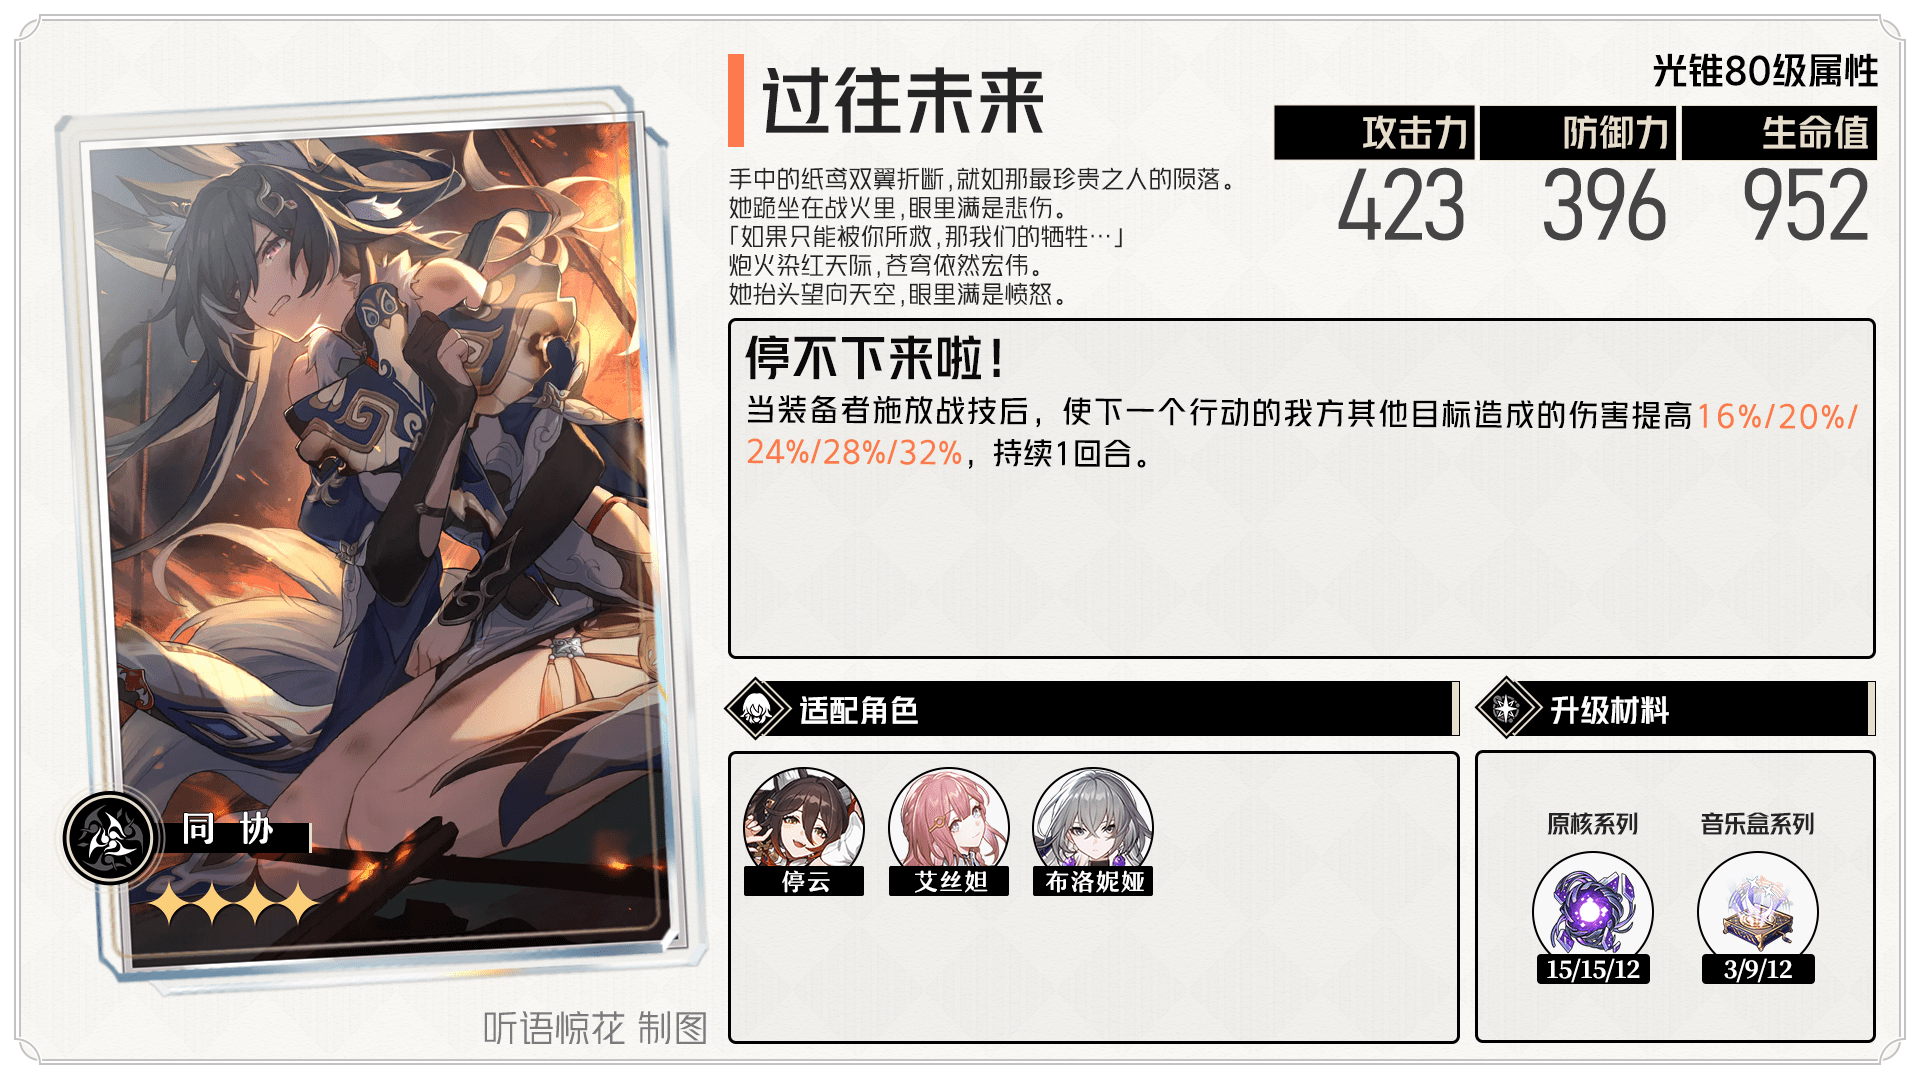 过往未来
手中的纸鸢双翼折断,就如那最珍贵之人的陨落。
她跪坐在战火里,眼里满是悲伤。
「如果只能被你所救,那我们的牺牲…」
炮火染红天际,苍穹依然宏伟。
她抬头望向天空,眼里满是愤怒。
光锥80级属性
攻击力 防御力 生命值
423 396 952
停不下来啦!
当装备者施放战技后，使下一个行动的我方其他目标造成的伤害提高16%/20%/
24%/28%/32%，持续1回合。
同 协
适配角色
停云 艾丝妲 布洛妮娅
升级材料
原核系列 音乐盒系列
15/15/12 3/9/12
听语惊花 制图